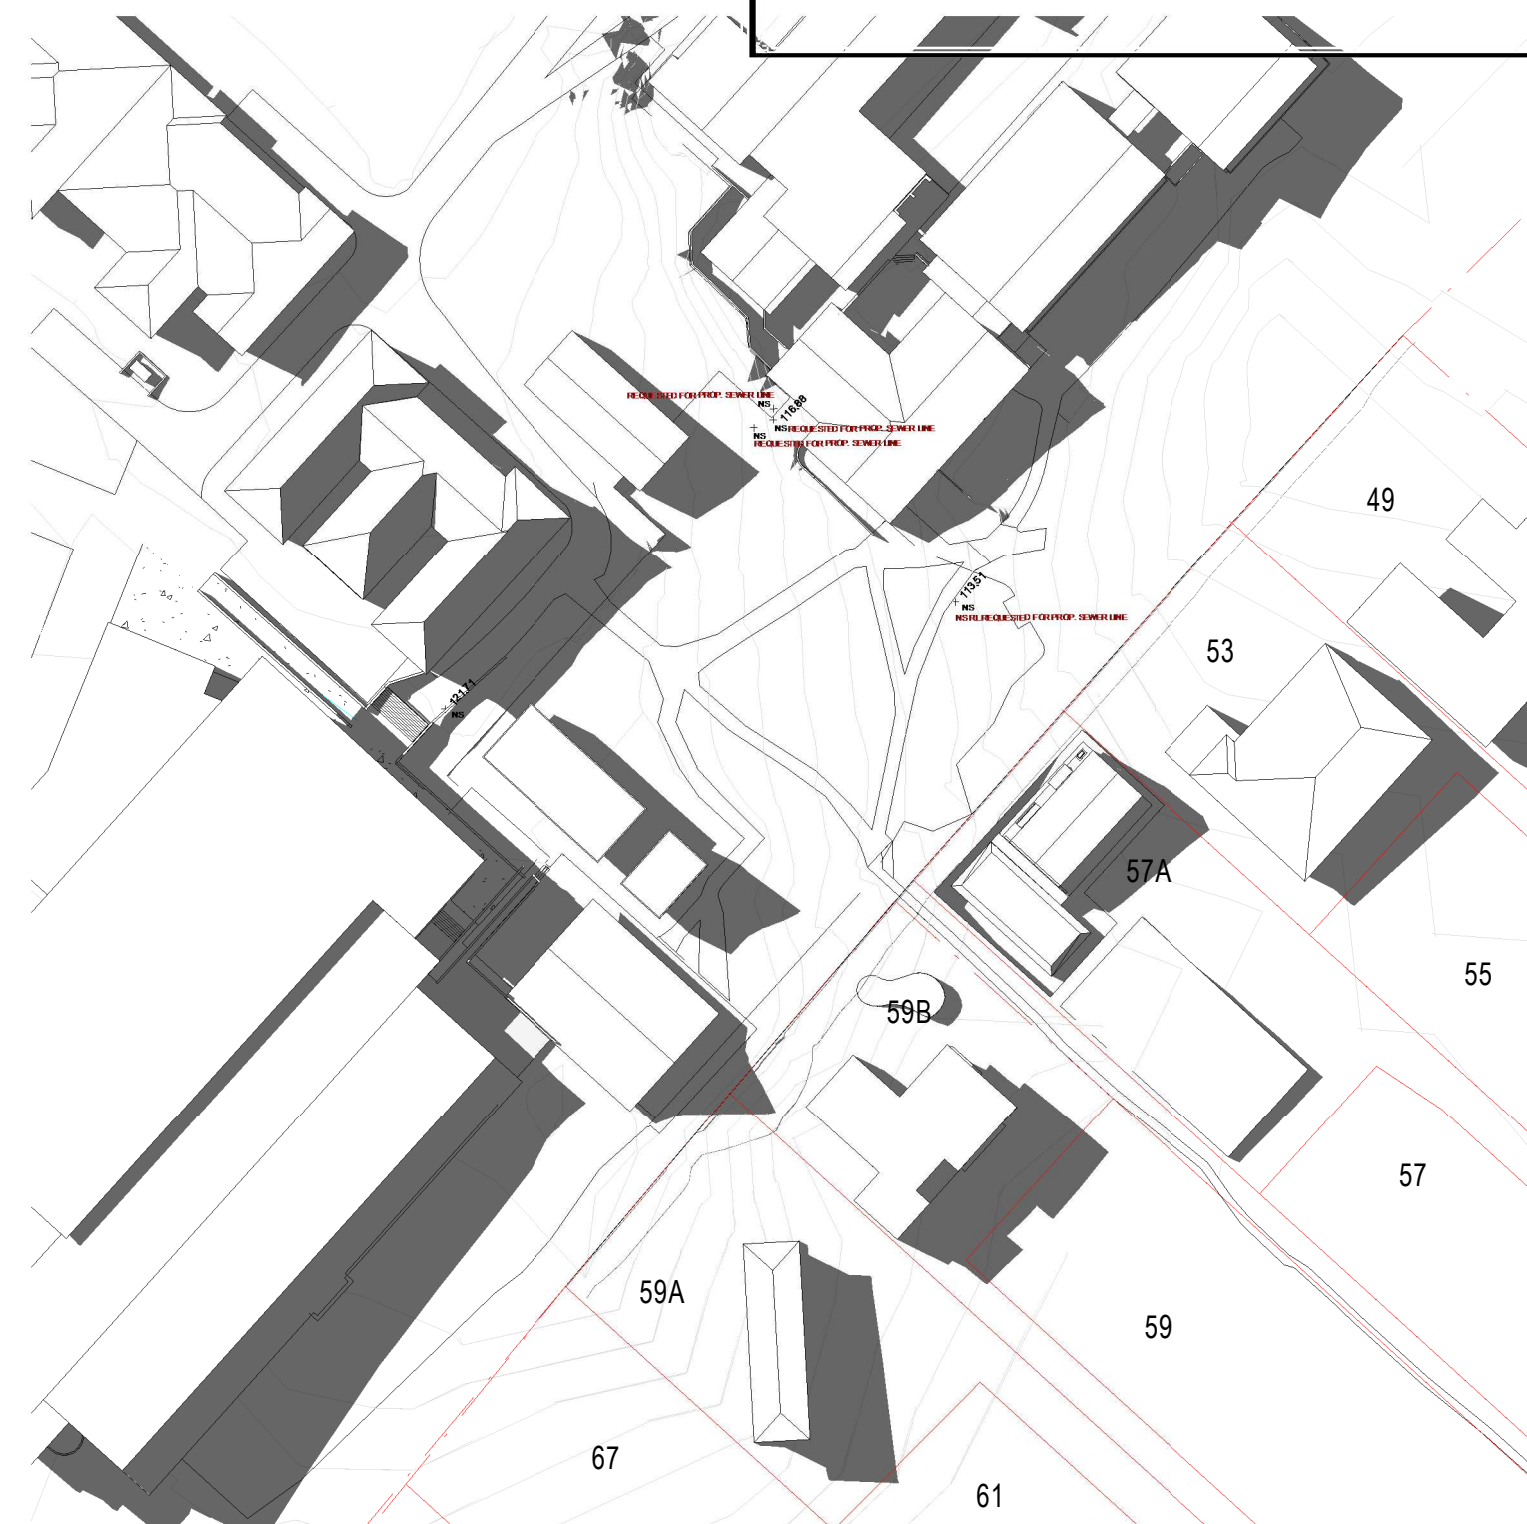 REQUESTED FOR PROP. SEWER LINE
NS
116.88
NS REQUESTED FOR PROP. SEWER LINE
NS
REQUESTED FOR PROP. SEWER LINE
49
113.51
NS
NS RL REQUESTED FOR PROP. SEWER LINE
53
121.71
NS
57A
55
59B
57
59A
59
67
61